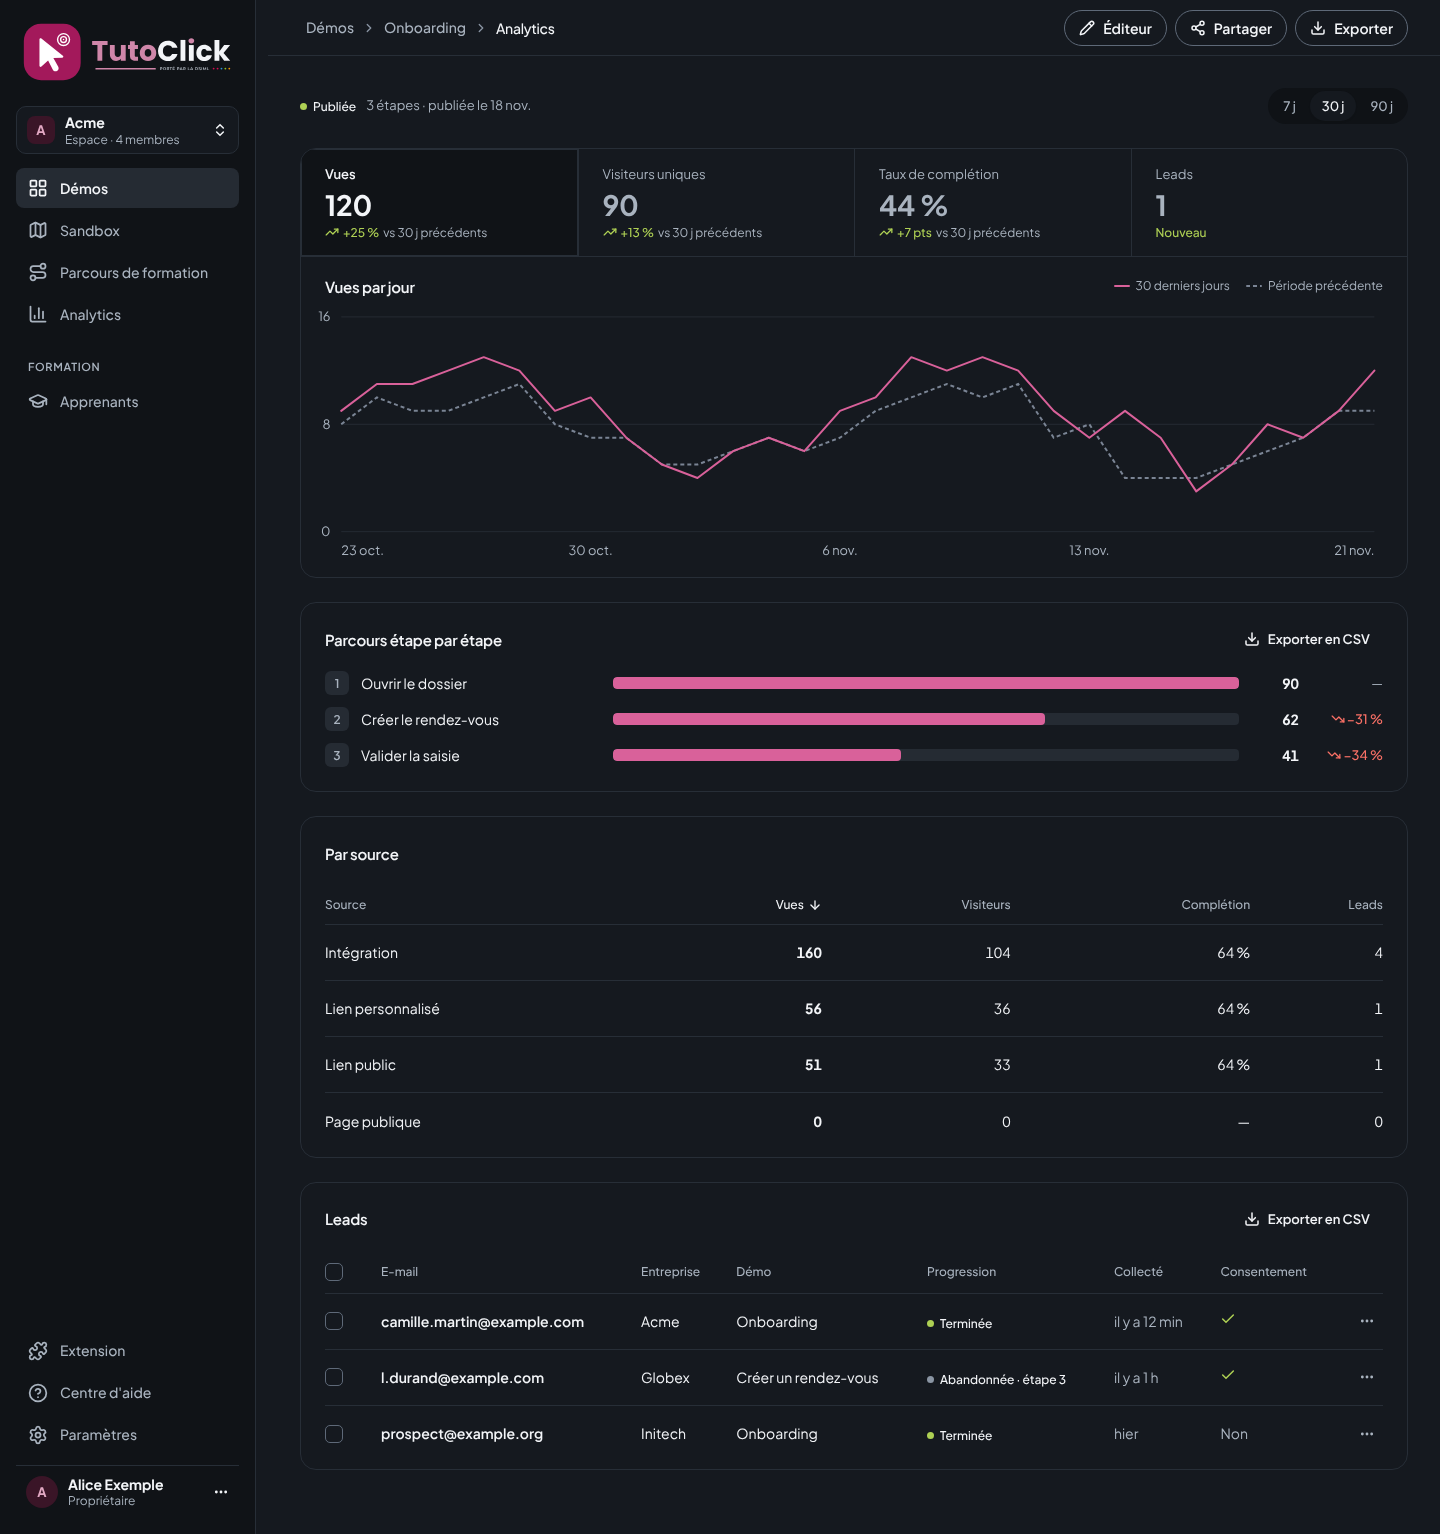 TutoClick
PORTÉ PAR LA DSIML
A
Acme
Espace · 4 membres
Démos
Sandbox
Parcours de formation
Analytics
FORMATION
Apprenants
Extension
Centre d'aide
Paramètres
A
Alice Exemple
Propriétaire
Démos > Onboarding > Analytics
Éditeur
Partager
Exporter
Publiée 3 étapes · publiée le 18 nov.
7 j 30 j 90 j
Vues
120
+25 % vs 30 j précédents
Visiteurs uniques
90
+13 % vs 30 j précédents
Taux de complétion
44 %
+7 pts vs 30 j précédents
Leads
1
Nouveau
Vues par jour
30 derniers jours
Période précédente
16
8
0
23 oct. 30 oct. 6 nov. 13 nov. 21 nov.
Parcours étape par étape
Exporter en CSV
1 Ouvrir le dossier 90 —
2 Créer le rendez-vous 62 −31 %
3 Valider la saisie 41 −34 %
Par source
Source Vues ↓ Visiteurs Complétion Leads
Intégration 160 104 64 % 4
Lien personnalisé 56 36 64 % 1
Lien public 51 33 64 % 1
Page publique 0 0 — 0
Leads
Exporter en CSV
E-mail Entreprise Démo Progression Collecté Consentement
camille.martin@example.com Acme Onboarding Terminée il y a 12 min
l.durand@example.com Globex Créer un rendez-vous Abandonnée · étape 3 il y a 1 h
prospect@example.org Initech Onboarding Terminée hier Non